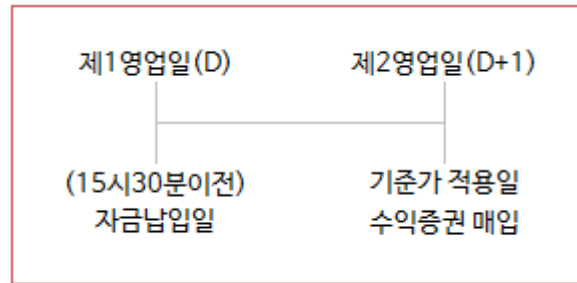 제1영업일(D)
제2영업일(D+1)
(15시30분이전)
자금납입일
기준가 적용일
수익증권 매입